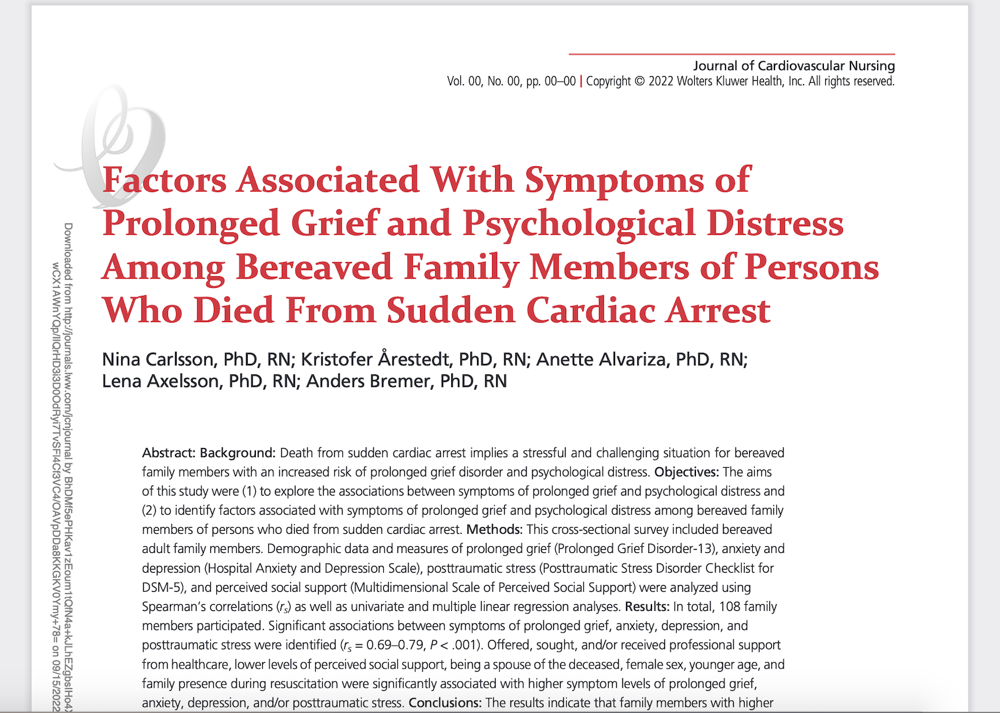 Journal of Cardiovascular Nursing
Vol. 00, No. 00, pp. 00–00 | Copyright © 2022 Wolters Kluwer Health, Inc. All rights reserved.
Factors Associated With Symptoms of
Prolonged Grief and Psychological Distress
Among Bereaved Family Members of Persons
Who Died From Sudden Cardiac Arrest
Nina Carlsson, PhD, RN; Kristofer Årestedt, PhD, RN; Anette Alvariza, PhD, RN;
Lena Axelsson, PhD, RN; Anders Bremer, PhD, RN
Abstract: Background: Death from sudden cardiac arrest implies a stressful and challenging situation for bereaved
family members with an increased risk of prolonged grief disorder and psychological distress. Objectives: The aims
of this study were (1) to explore the associations between symptoms of prolonged grief and psychological distress and
(2) to identify factors associated with symptoms of prolonged grief and psychological distress among bereaved family
members of persons who died from sudden cardiac arrest. Methods: This cross-sectional survey included bereaved
adult family members. Demographic data and measures of prolonged grief (Prolonged Grief Disorder-13), anxiety and
depression (Hospital Anxiety and Depression Scale), posttraumatic stress (Posttraumatic Stress Disorder Checklist for
DSM-5), and perceived social support (Multidimensional Scale of Perceived Social Support) were analyzed using
Spearman's correlations (rs) as well as univariate and multiple linear regression analyses. Results: In total, 108 family
members participated. Significant associations between symptoms of prolonged grief, anxiety, depression, and
posttraumatic stress were identified (rs = 0.69–0.79, P < .001). Offered, sought, and/or received professional support
from healthcare, lower levels of perceived social support, being a spouse of the deceased, female sex, younger age, and
family presence during resuscitation were significantly associated with higher symptom levels of prolonged grief,
anxiety, depression, and/or posttraumatic stress. Conclusions: The results indicate that family members with higher
Downloaded from http://journals.lww.com/jcnjournal by
on 09/15/2022